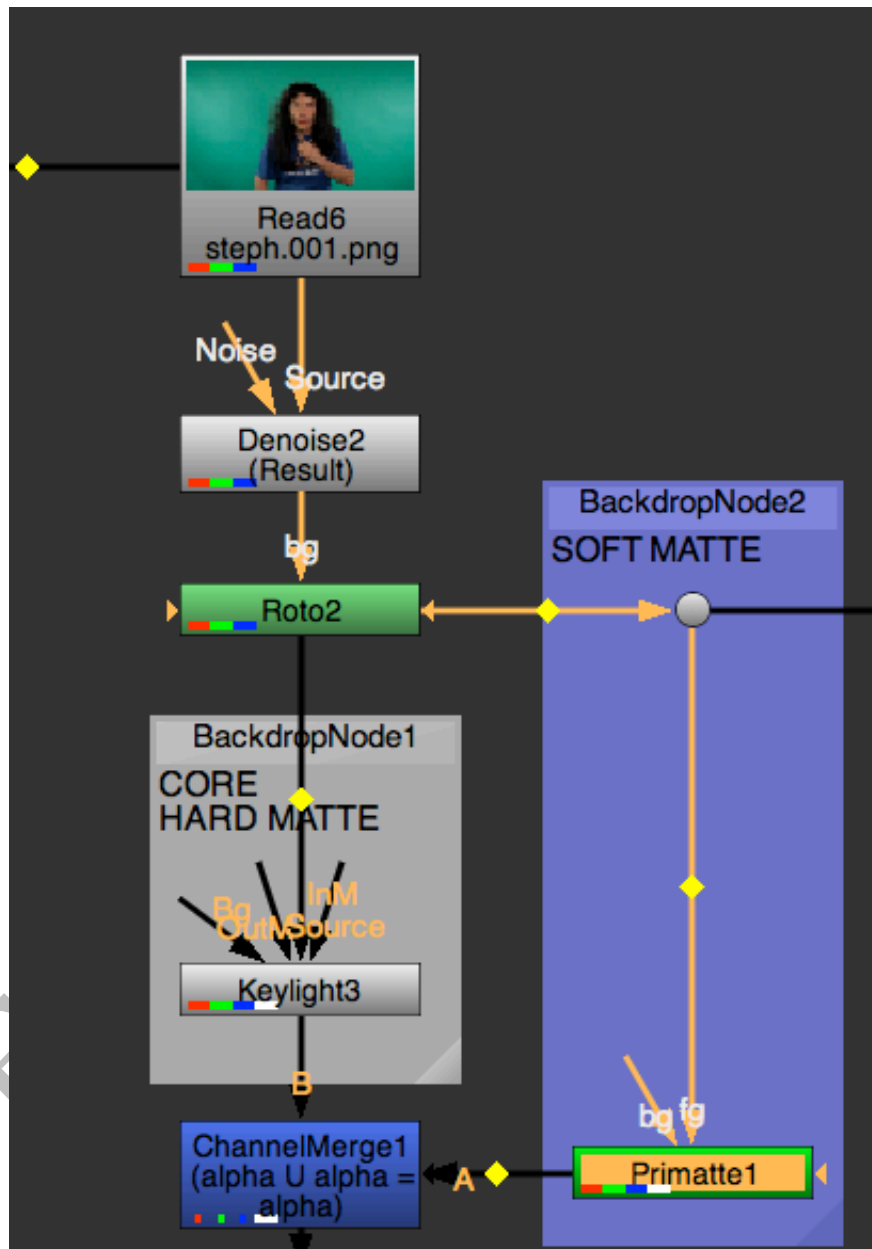 Read6
steph.001.png
Noise
Source
Denoise2
(Result)
bg
BackdropNode2
SOFT MATTE
Roto2
BackdropNode1
CORE
HARD MATTE
InM
Bg
OutM
Source
Keylight3
B
bg
fg
ChannelMerge1
(alpha U alpha =
alpha)
A
Primatte1